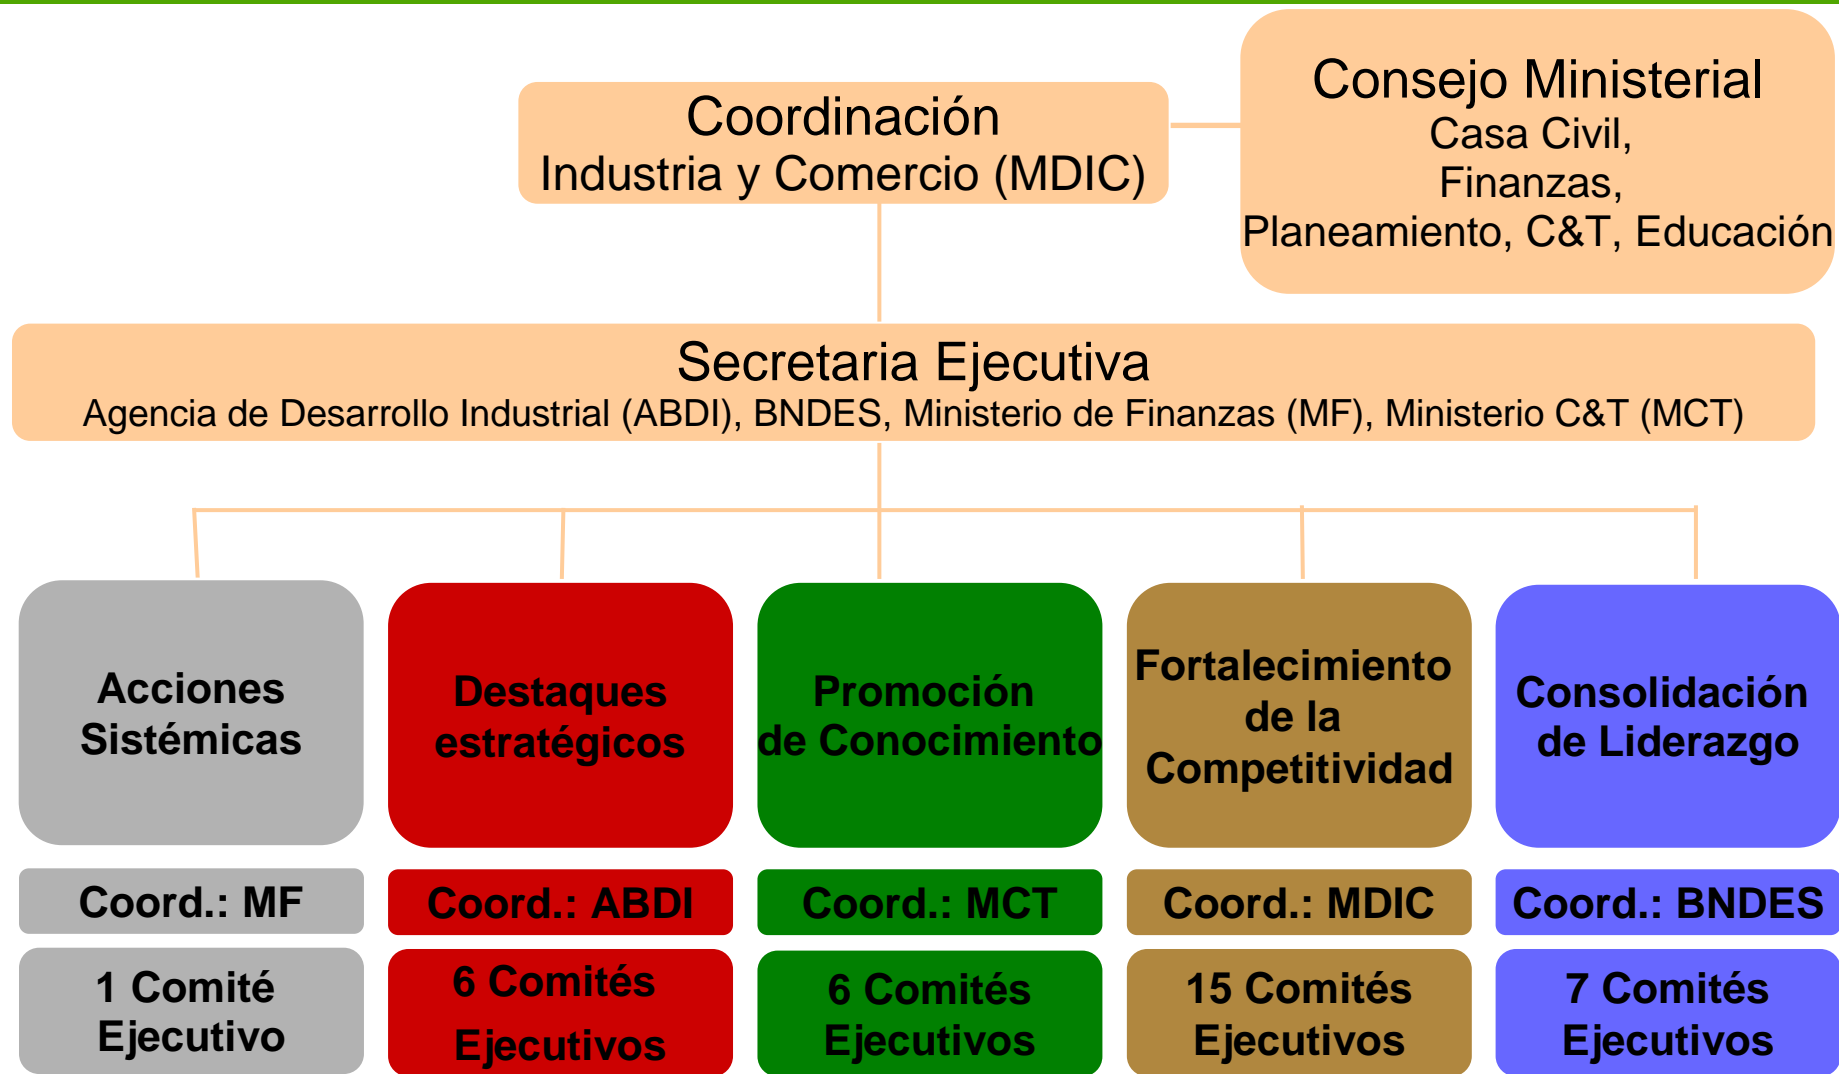 Coordinación
Industria y Comercio (MDIC)
Consejo Ministerial
Casa Civil,
Finanzas,
Planeamiento, C&T, Educación
Secretaria Ejecutiva
Agencia de Desarrollo Industrial (ABDI), BNDES, Ministerio de Finanzas (MF), Ministerio C&T (MCT)
Acciones
Sistémicas
Destaques
estratégicos
Promoción
de Conocimiento
Fortalecimiento
de la
Competitividad
Consolidación
de Liderazgo
Coord.: MF
Coord.: ABDI
Coord.: MCT
Coord.: MDIC
Coord.: BNDES
1 Comité
Ejecutivo
6 Comités
Ejecutivos
6 Comités
Ejecutivos
15 Comités
Ejecutivos
7 Comités
Ejecutivos